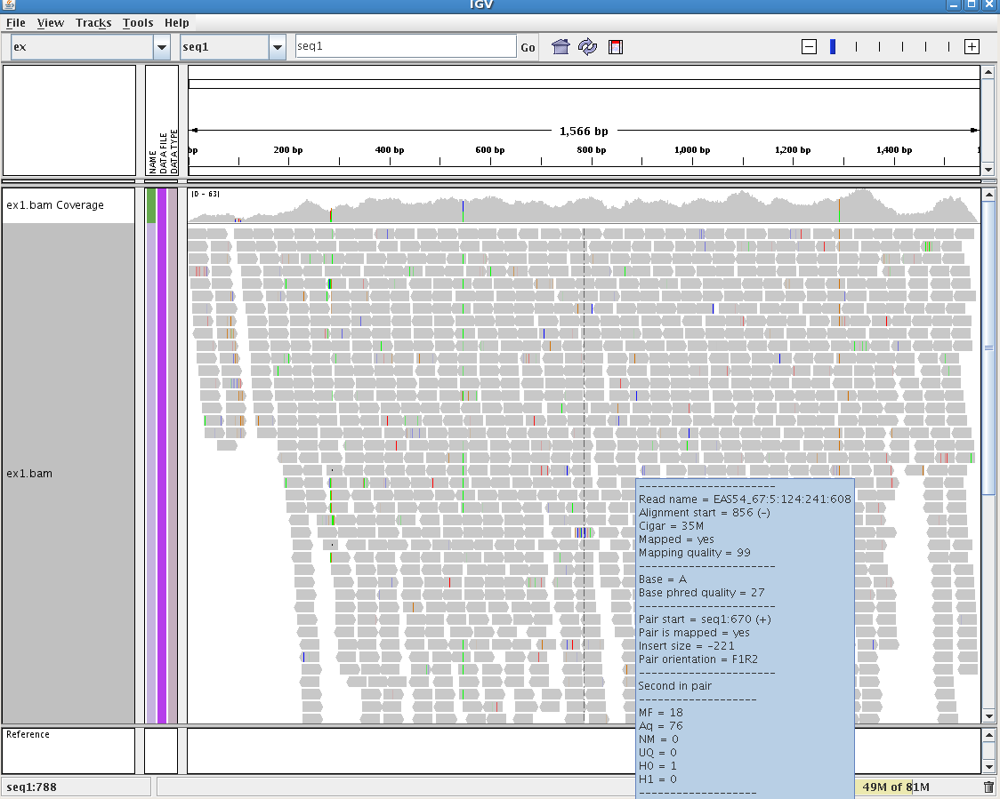 IGV
File View Tracks Tools Help
ex seq1 seq1 Go
NAME
DATA FILE
DATA TYPE
1,566 bp
bp 200 bp 400 bp 600 bp 800 bp 1,000 bp 1,200 bp 1,400 bp 1
ex1.bam Coverage
[0 - 63]
ex1.bam
----------------------
Read name = EAS54_67:5:124:241:608
Alignment start = 856 (-)
Cigar = 35M
Mapped = yes
Mapping quality = 99
----------------------
Base = A
Base phred quality = 27
----------------------
Pair start = seq1:670 (+)
Pair is mapped = yes
Insert size = -221
Pair orientation = F1R2
----------------------
Second in pair
-------------------
MF = 18
Aq = 76
NM = 0
UQ = 0
H0 = 1
H1 = 0
-------------------
Reference
seq1:788
49M of 81M